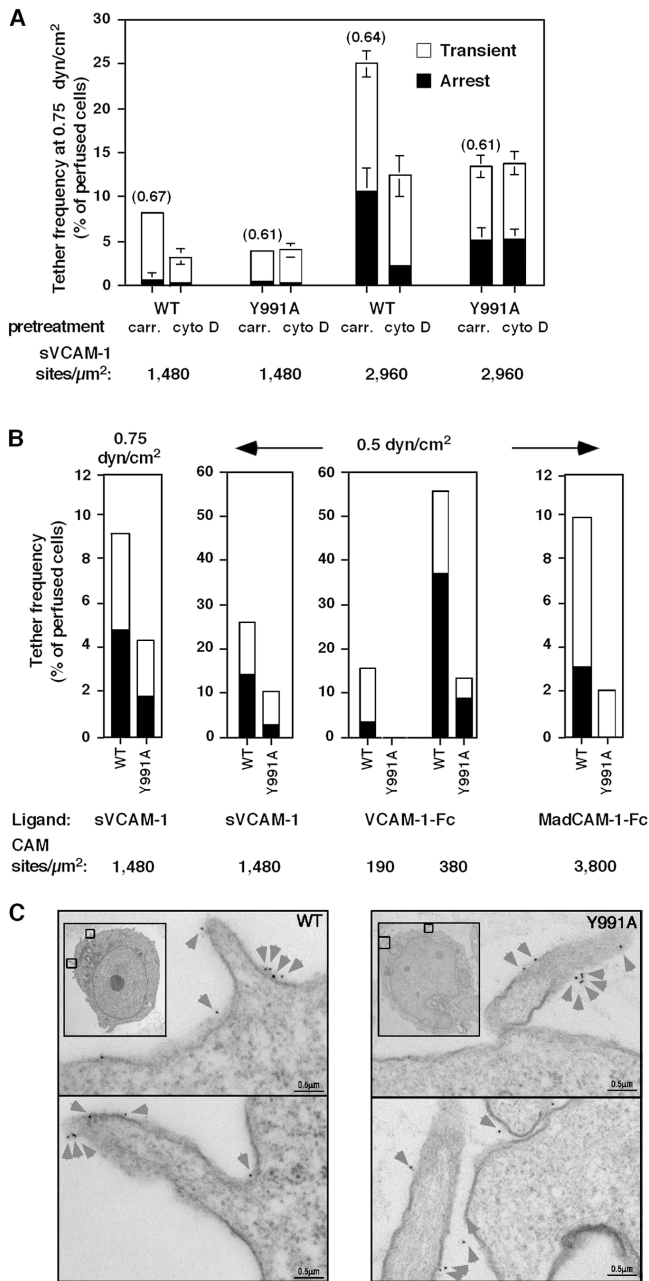 A
Tether frequency at 0.75 dyn/cm2
(% of perfused cells)
30
25
20
15
10
5
0
(0.67)
(0.61)
(0.64)
(0.61)
Transient
Arrest
WT Y991A WT Y991A
pretreatment carr. cyto D carr. cyto D carr. cyto D carr. cyto D
sVCAM-1
sites/µm2: 1,480 1,480 2,960 2,960
B
0.75
dyn/cm2
0.5 dyn/cm2
Tether frequency
(% of perfused cells)
12
10
8
6
4
2
0
60
50
40
30
20
10
0
60
50
40
30
20
10
0
12
10
8
6
4
2
0
WT Y991A WT Y991A WT Y991A WT Y991A WT Y991A
Ligand: sVCAM-1 sVCAM-1 VCAM-1-Fc MadCAM-1-Fc
CAM
sites/µm2: 1,480 1,480 190 380 3,800
C
WT
0.5µm
Y991A
0.5µm
0.5µm
0.5µm